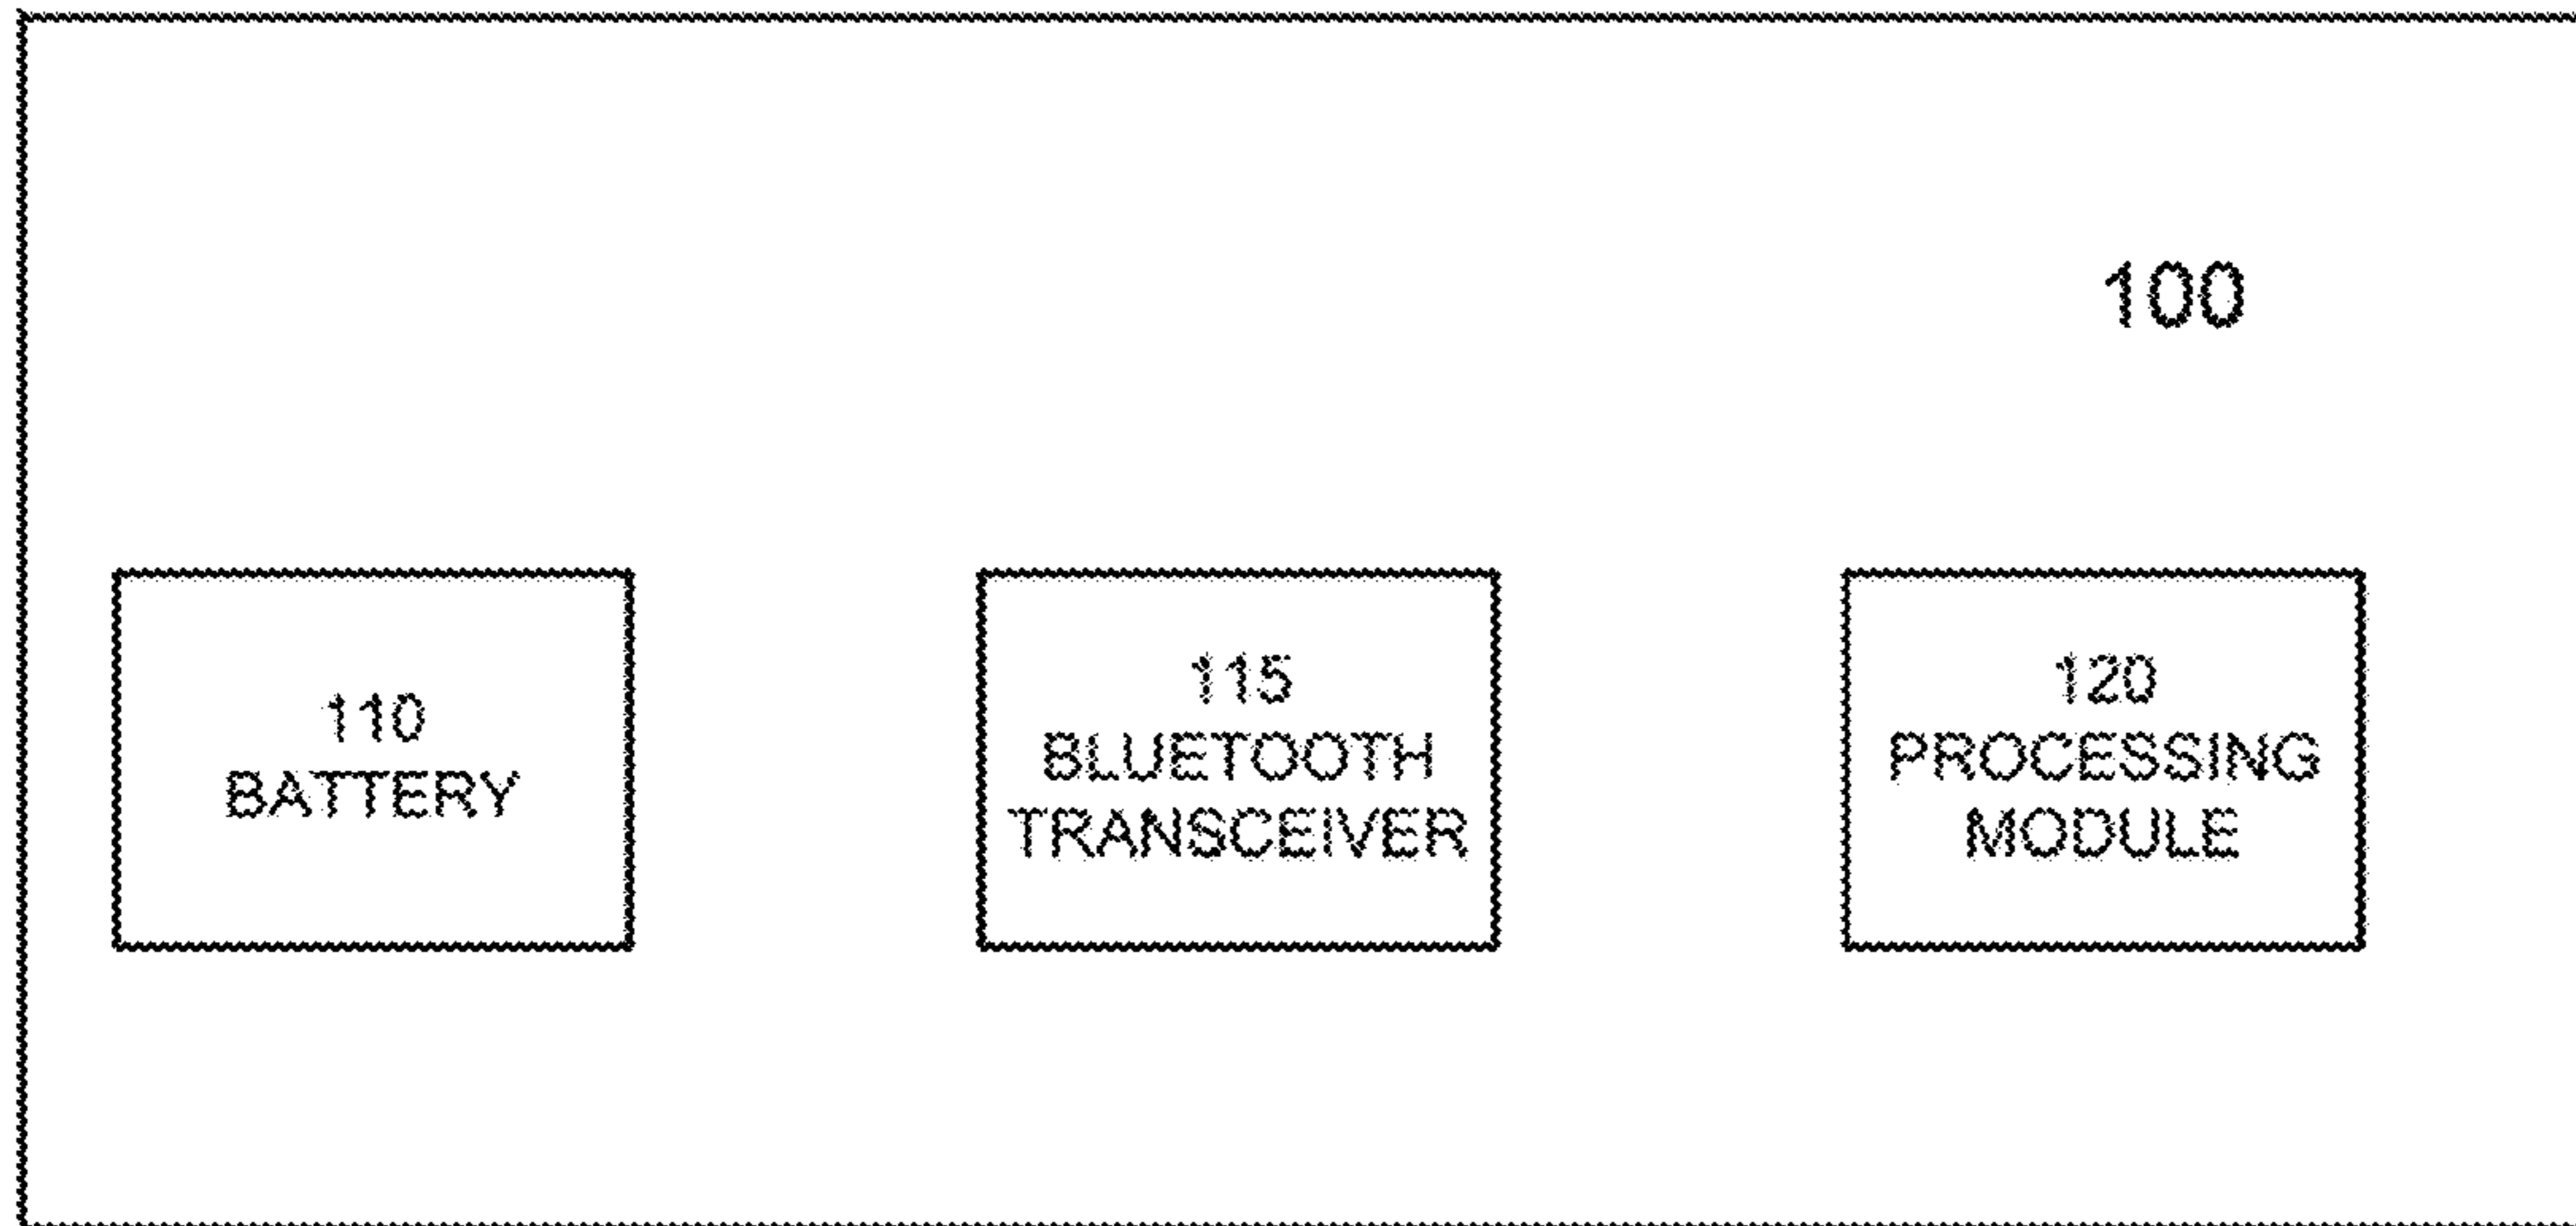 100
110
BATTERY
115
BLUETOOTH
TRANSCEIVER
120
PROCESSING
MODULE